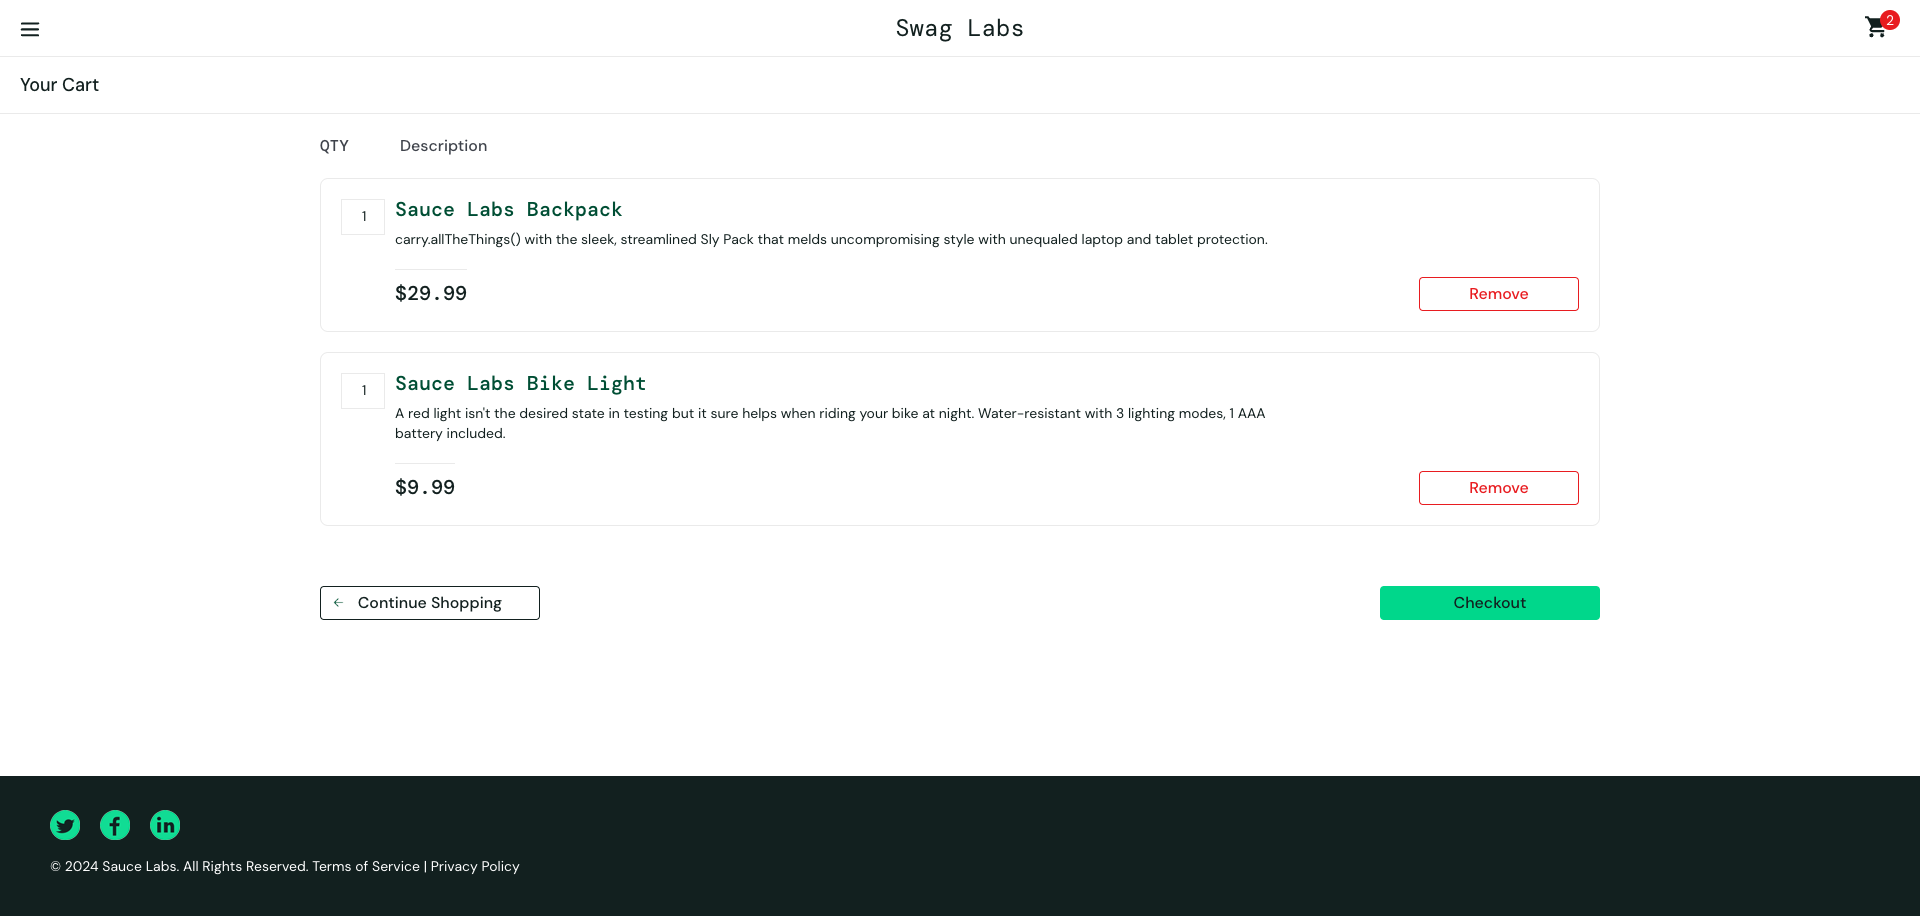 Swag Labs
2
Your Cart
QTY Description
1 Sauce Labs Backpack
carry.allTheThings() with the sleek, streamlined Sly Pack that melds uncompromising style with unequaled laptop and tablet protection.
$29.99 Remove
1 Sauce Labs Bike Light
A red light isn't the desired state in testing but it sure helps when riding your bike at night. Water-resistant with 3 lighting modes, 1 AAA
battery included.
$9.99 Remove
Continue Shopping Checkout
© 2024 Sauce Labs. All Rights Reserved. Terms of Service | Privacy Policy